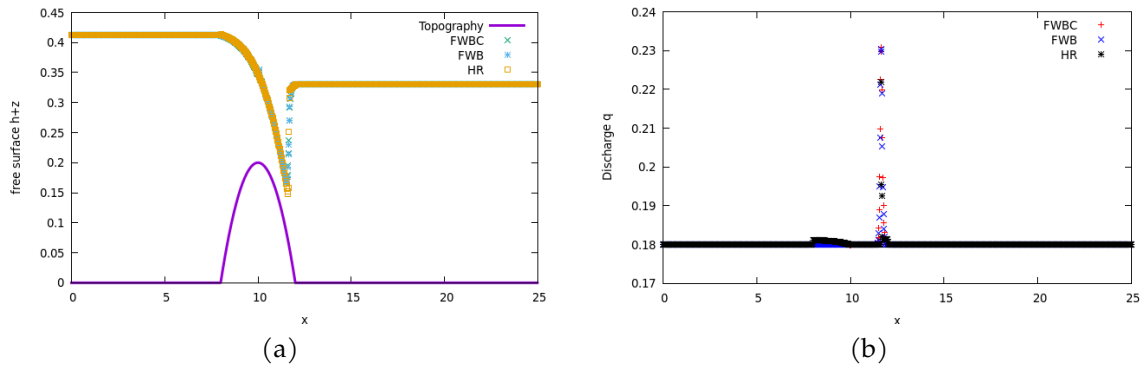 0.45
0.4
0.35
0.3
0.25
0.2
0.15
0.1
0.05
0
0
5
10
15
20
25
free surface h+z
x
Topography
FWBC
FWB
HR
(a)
0.23
0.22
0.21
0.2
0.19
0.18
0.17
0
5
10
15
20
25
Discharge q
x
FWBC
FWB
HR
(b)